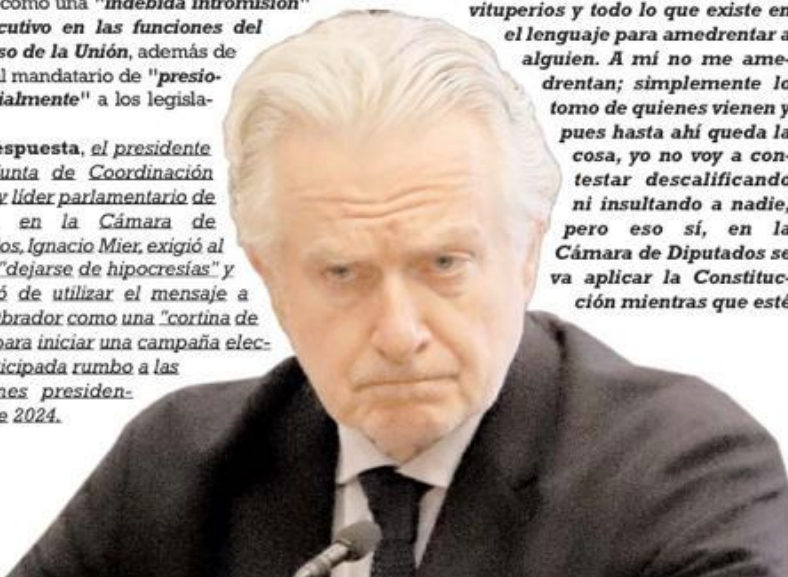 como una "indebida intromisión"
cutivo en las funciones del
so de la Unión, además de
l mandatario de "presio-
ialmente" a los legisla-
espuesta, el presidente
unta de Coordinación
y líder parlamentario de
en la Cámara de
os, Ignacio Mier, exigió al
"dejarse de hipocresías" y
ó de utilizar el mensaje a
brador como una "cortina de
para iniciar una campaña elec-
ticipada rumbo a las
nes presiden-
e 2024.
vituperios y todo lo que existe en
el lenguaje para amedrentar a
alguien. A mí no me ame-
drentan; simplemente lo
tomo de quienes vienen y
pues hasta ahí queda la
cosa, yo no voy a con-
testar descalificando
ni insultando a nadie,
pero eso sí, en la
Cámara de Diputados se
va aplicar la Constituc-
ción mientras que esté